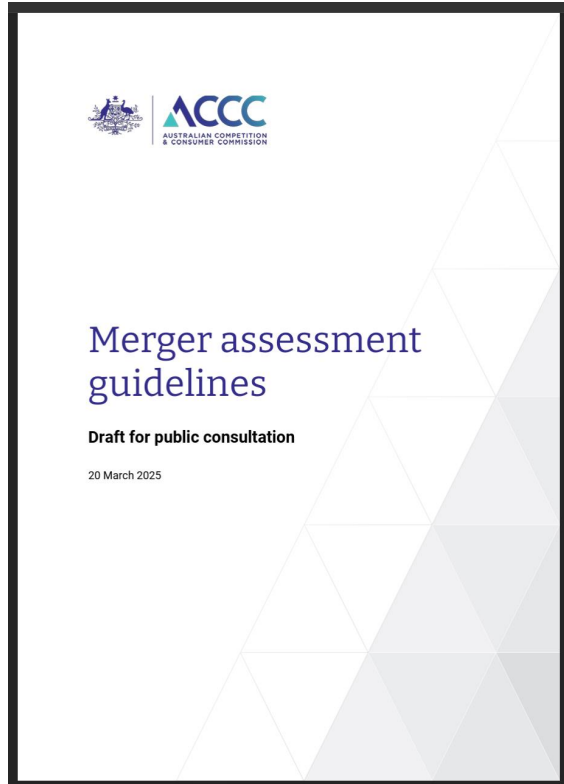 ACCC
AUSTRALIAN COMPETITION
& CONSUMER COMMISSION
Merger assessment
guidelines
Draft for public consultation
20 March 2025